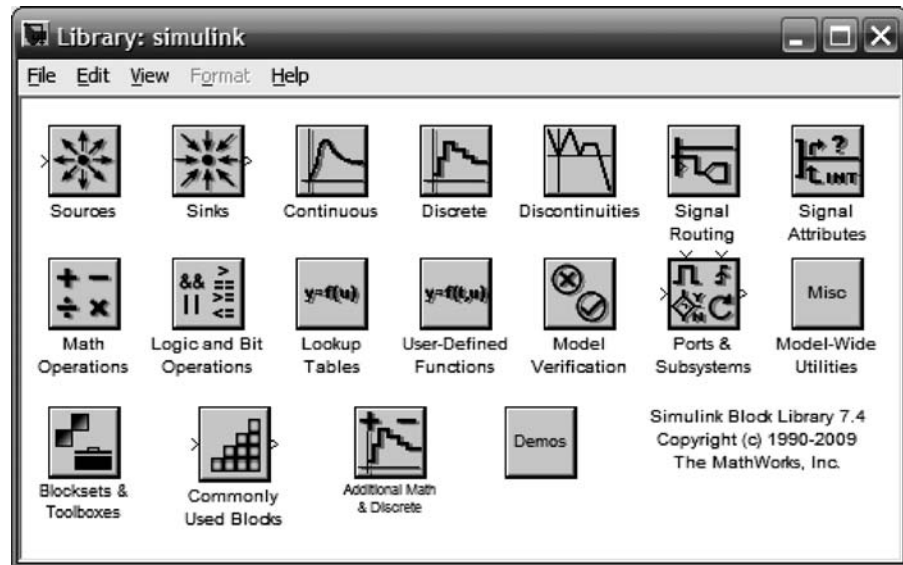 Library: simulink
File Edit View Format Help
Sources
Sinks
Continuous
Discrete
Discontinuities
Signal
Routing
Signal
Attributes
? INT
+ −
÷ ×
Math
Operations
&& >
==
|| >=
<=
Logic and Bit
Operations
y=f(u)
Lookup
Tables
y=f(t,u)
User-Defined
Functions
Model
Verification
Ports &
Subsystems
Misc
Model-Wide
Utilities
Blocksets &
Toolboxes
Commonly
Used Blocks
+ −
Additional Math
& Discrete
Demos
Simulink Block Library 7.4
Copyright (c) 1990-2009
The MathWorks, Inc.